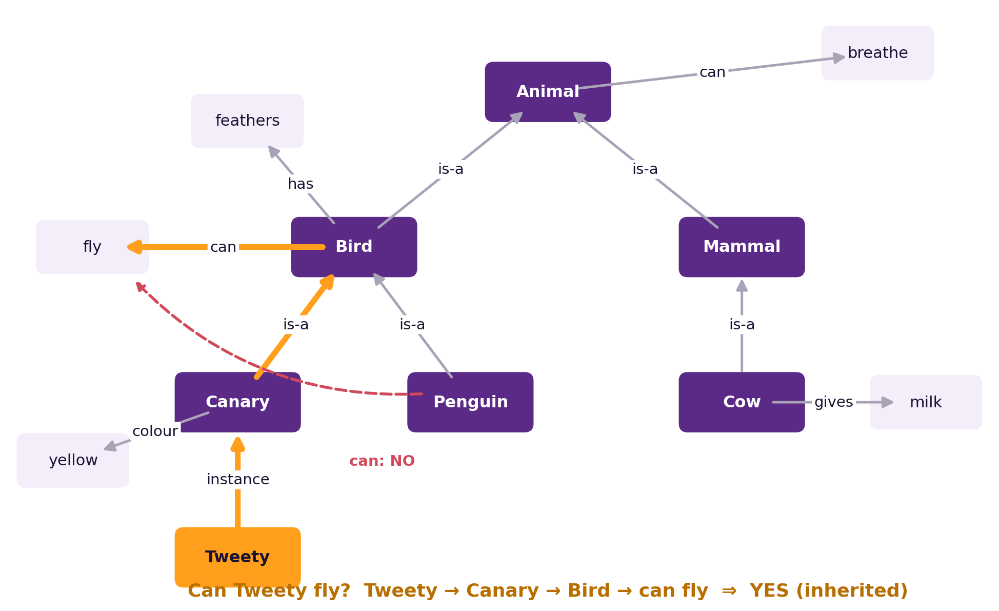 breathe
can
Animal
feathers
is-a
is-a
has
fly
can
Bird
Mammal
is-a
is-a
is-a
Canary
Penguin
Cow
gives
milk
colour
yellow
can: NO
instance
Tweety
Can Tweety fly?  Tweety → Canary → Bird → can fly  ⇒  YES (inherited)